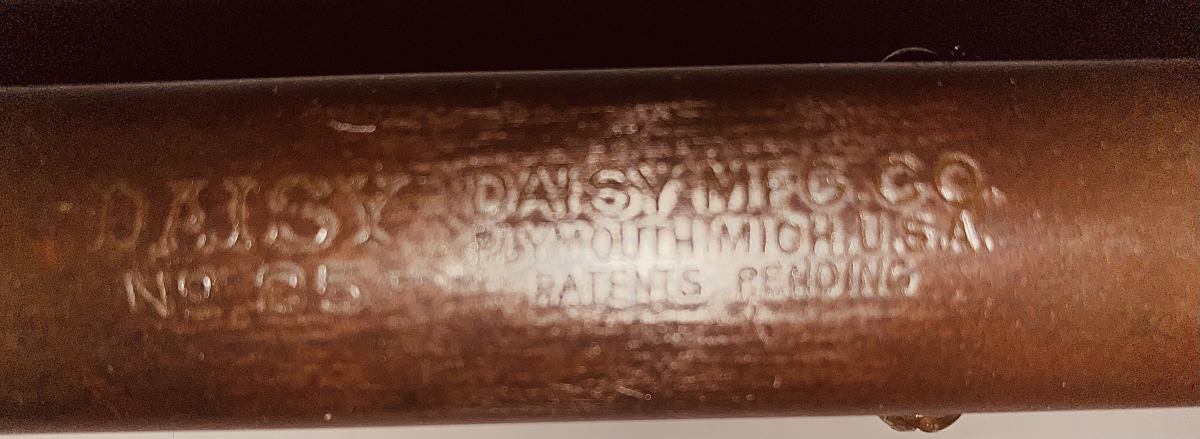 DAISY
No 25
DAISY MFG. CO.
PLYMOUTH, MICH. U.S.A.
PATENTS PENDING